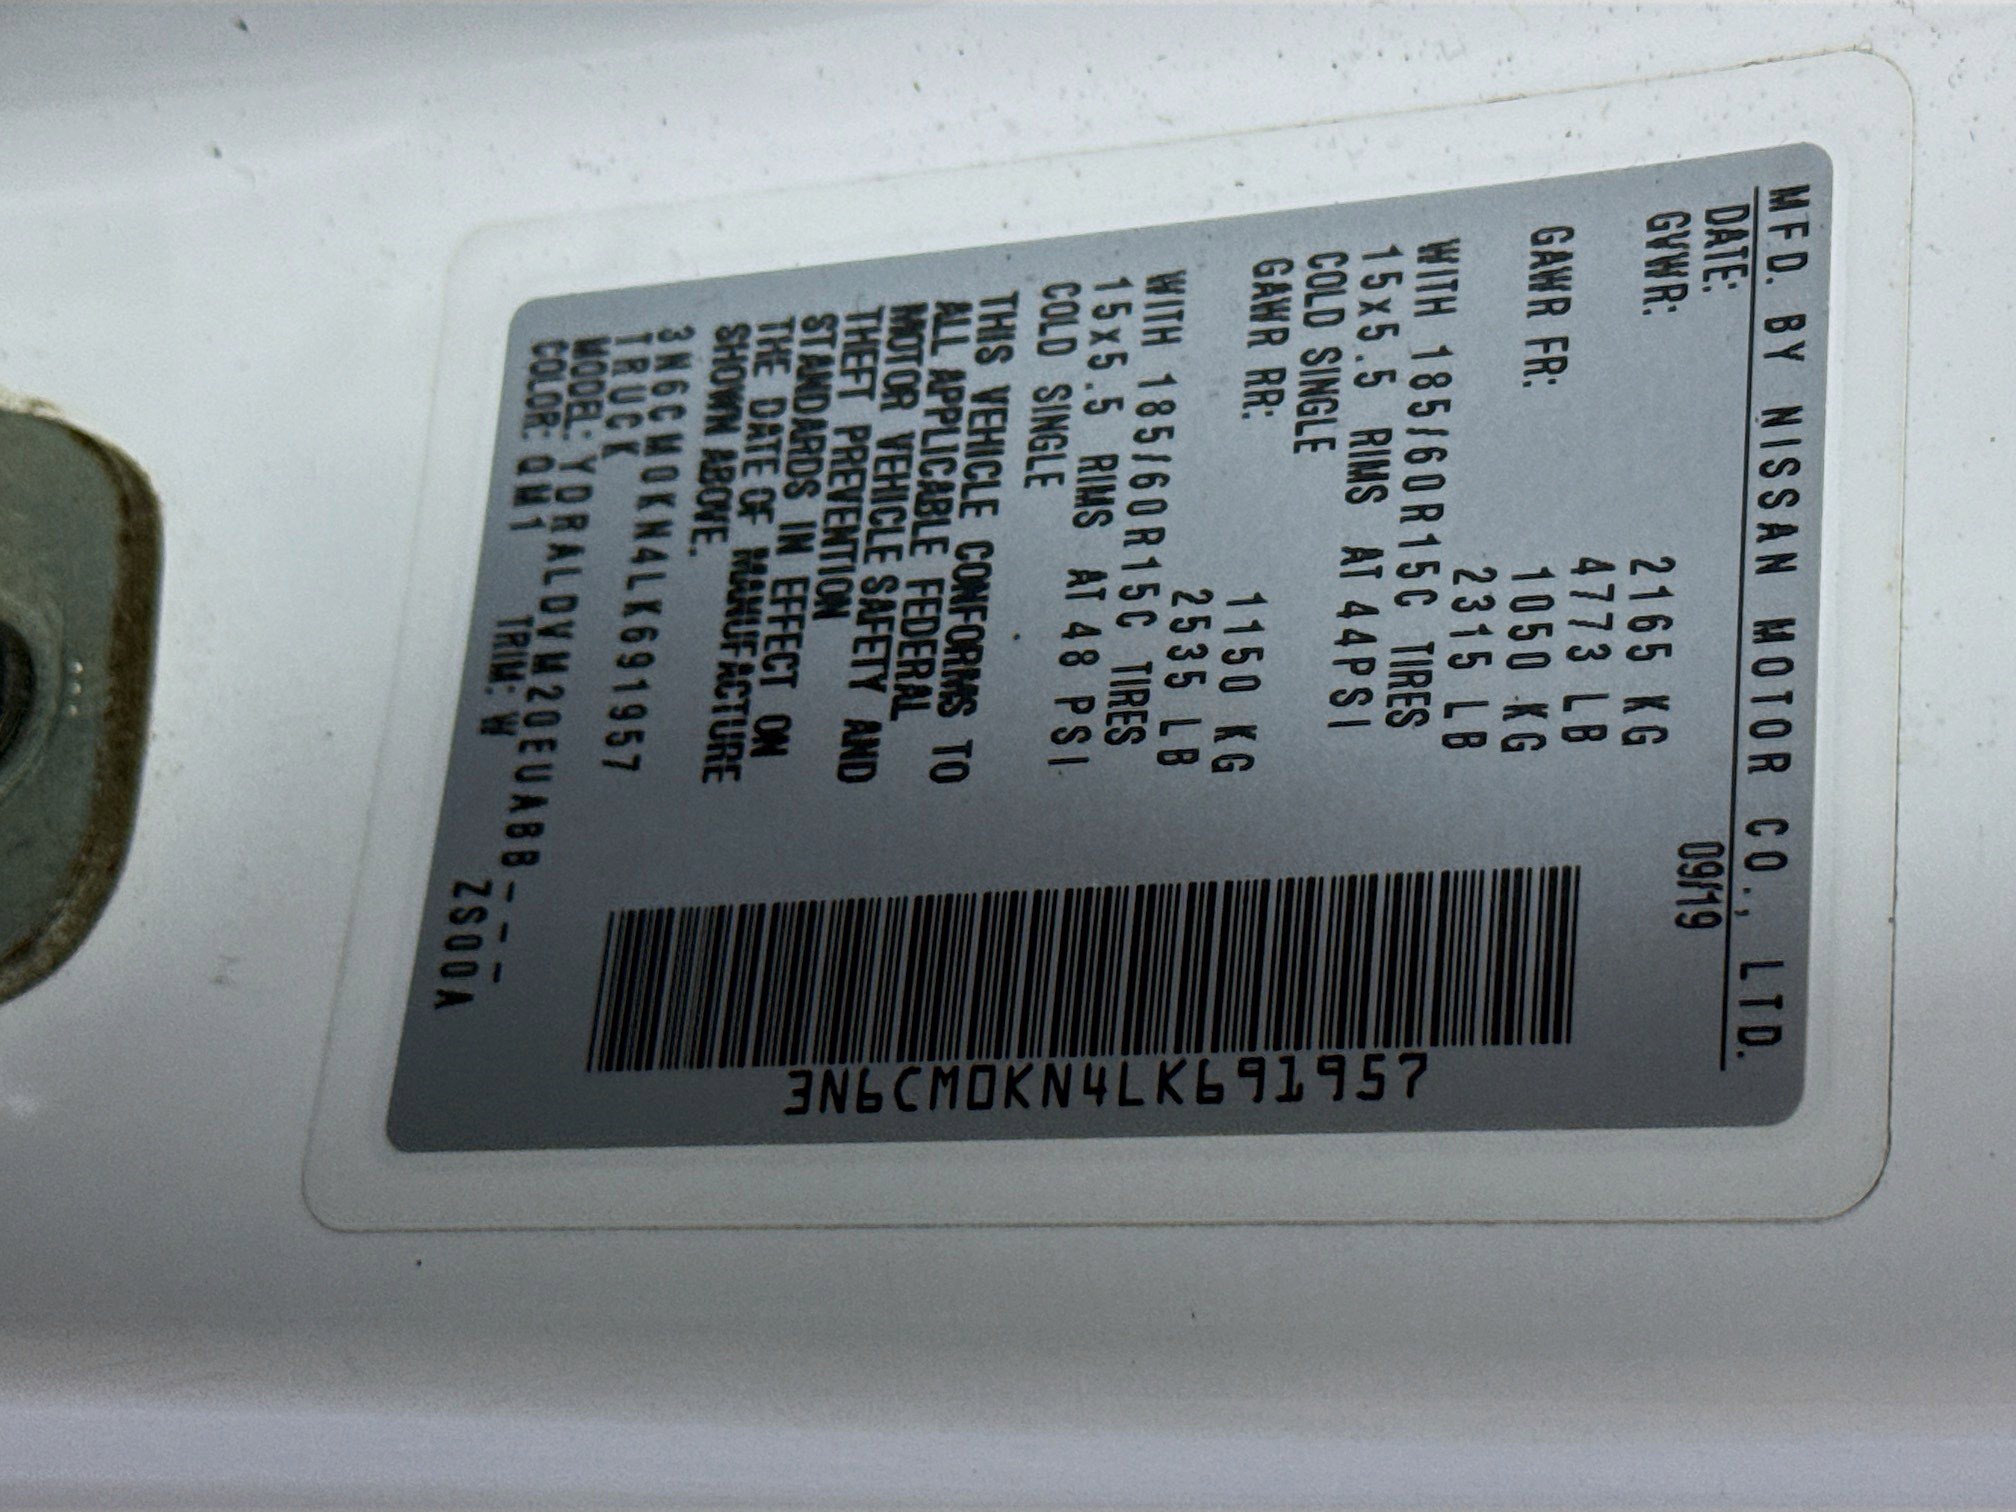 MFD. BY NISSAN MOTOR CO., LTD.
DATE: 09/19
GVWR: 2165 KG
4773 LB
GAWR FR: 1050 KG
2315 LB
WITH 185/60R15C TIRES
15x5.5 RIMS AT 44PSI
COLD SINGLE
GAWR RR: 1150 KG
2535 LB
WITH 185/60R15C TIRES
15x5.5 RIMS AT 48 PSI
COLD SINGLE
THIS VEHICLE CONFORMS TO
ALL APPLICABLE FEDERAL
MOTOR VEHICLE SAFETY AND
THEFT PREVENTION
STANDARDS IN EFFECT ON
THE DATE OF MANUFACTURE
SHOWN ABOVE.
3N6CM0KN4LK691957
TRUCK
MODEL: YDRALDVM20EUABB----
COLOR: QM1 TRIM: W ZS00A
3N6CM0KN4LK691957